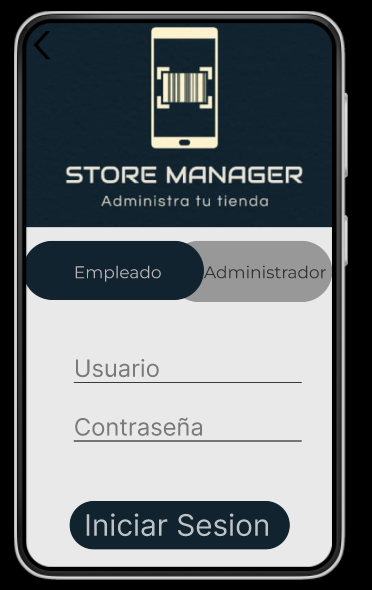 STORE MANAGER
Administra tu tienda
Empleado Administrador
Usuario
Contraseña
Iniciar Sesion